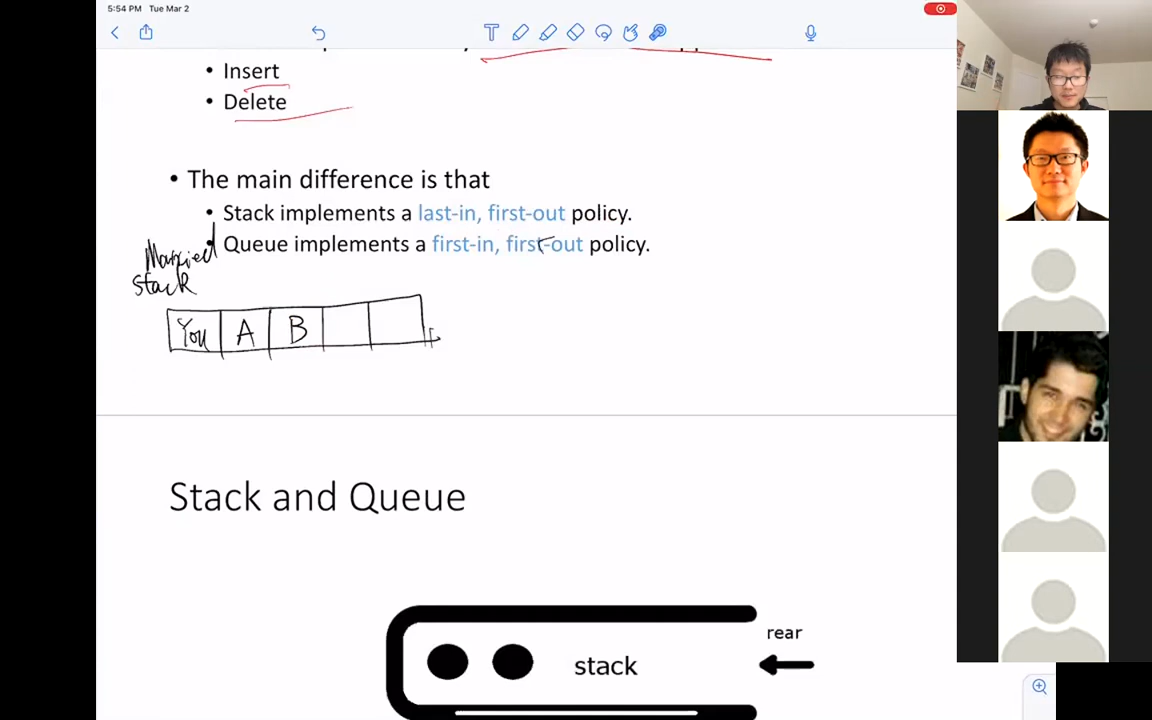 5:54 PM Tue Mar 2
• Insert
• Delete
• The main difference is that
• Stack implements a last-in, first-out policy.
• Queue implements a first-in, first-out policy.
Married
stack
You A B
Stack and Queue
rear
stack